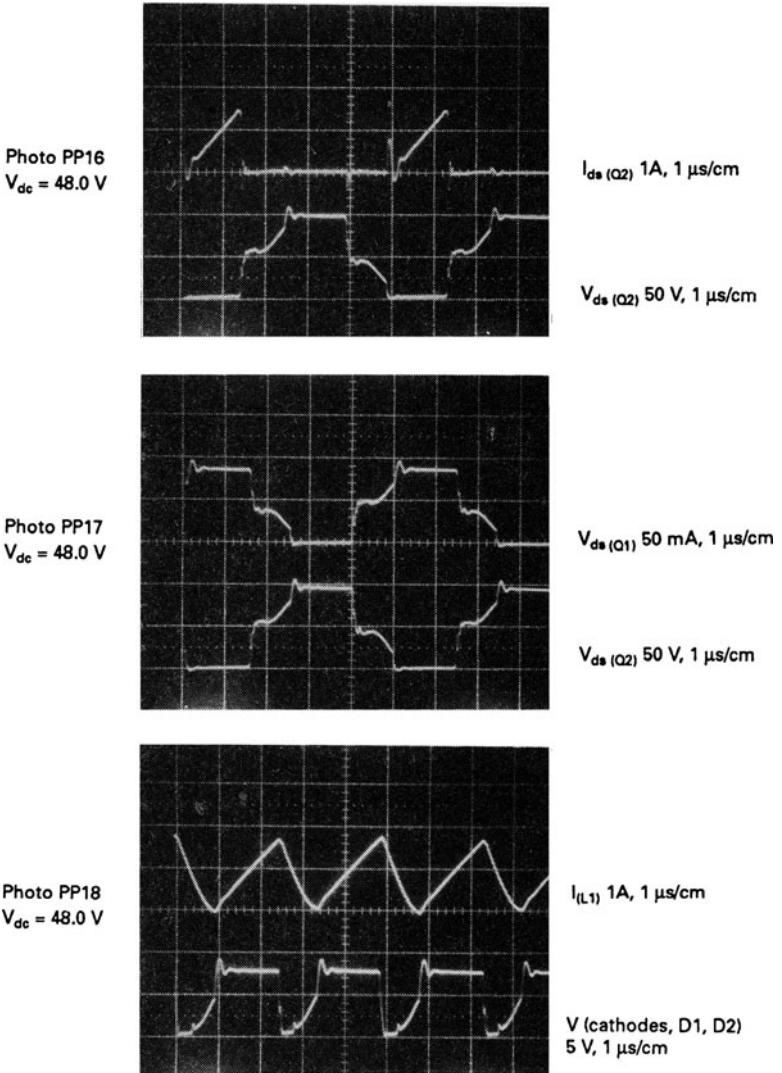 Photo PP16
V_dc = 48.0 V
I_ds (Q2) 1A, 1 μs/cm
V_ds (Q2) 50 V, 1 μs/cm
Photo PP17
V_dc = 48.0 V
V_ds (Q1) 50 mA, 1 μs/cm
V_ds (Q2) 50 V, 1 μs/cm
Photo PP18
V_dc = 48.0 V
I_(L1) 1A, 1 μs/cm
V (cathodes, D1, D2)
5 V, 1 μs/cm